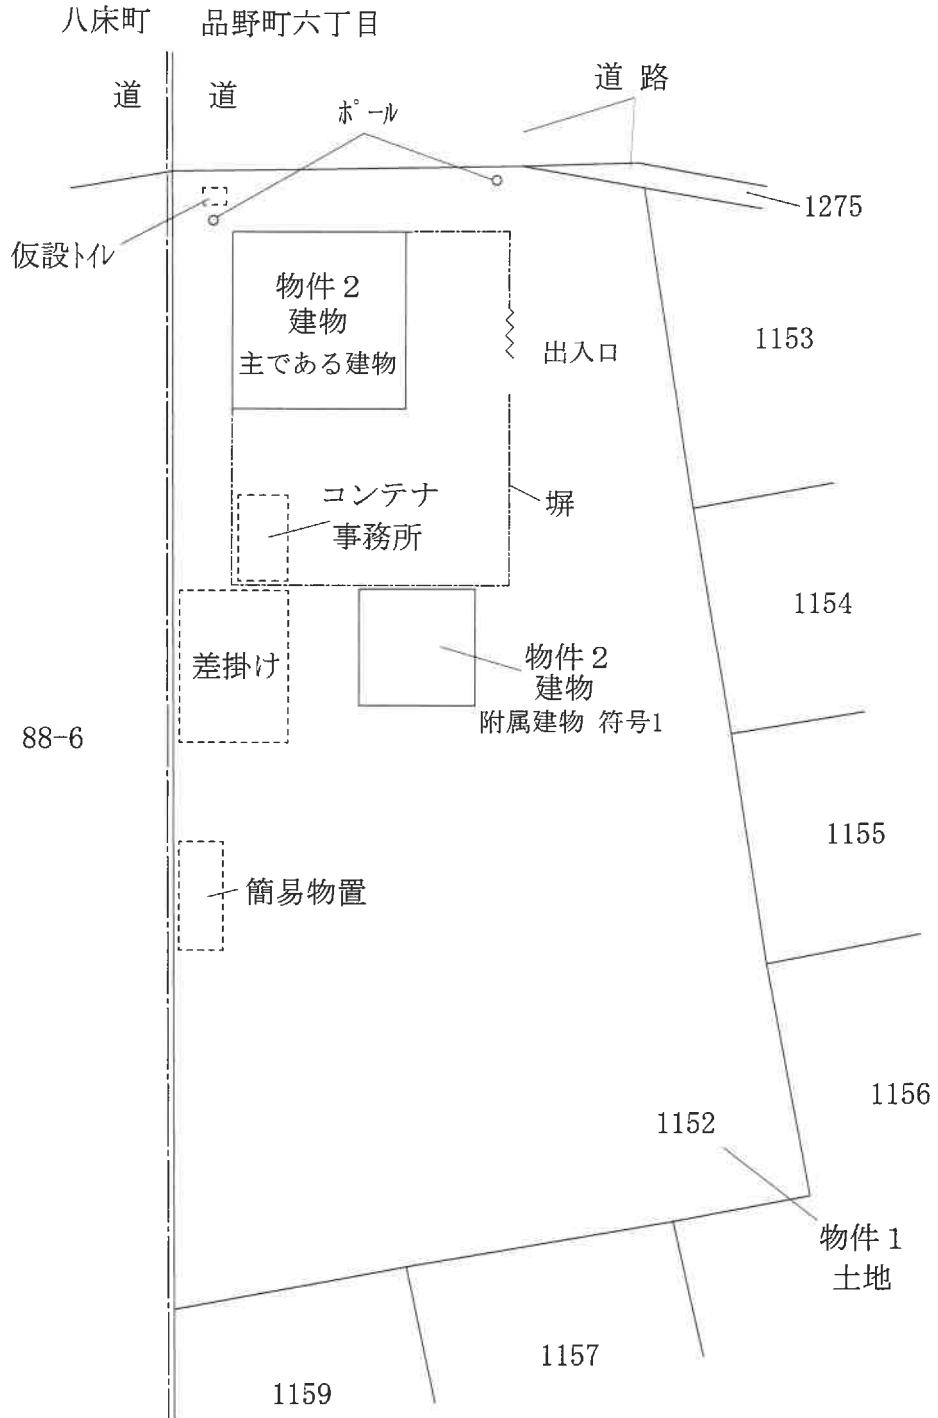 八床町 品野町六丁目
道 道
道 路
ポール
1275
仮設トイレ
物件2
建物
主である建物
1153
出入口
コンテナ
事務所
塀
1154
差掛け
物件2
建物
附属建物 符号1
88-6
1155
簡易物置
1156
1152
物件1
土地
1157
1159